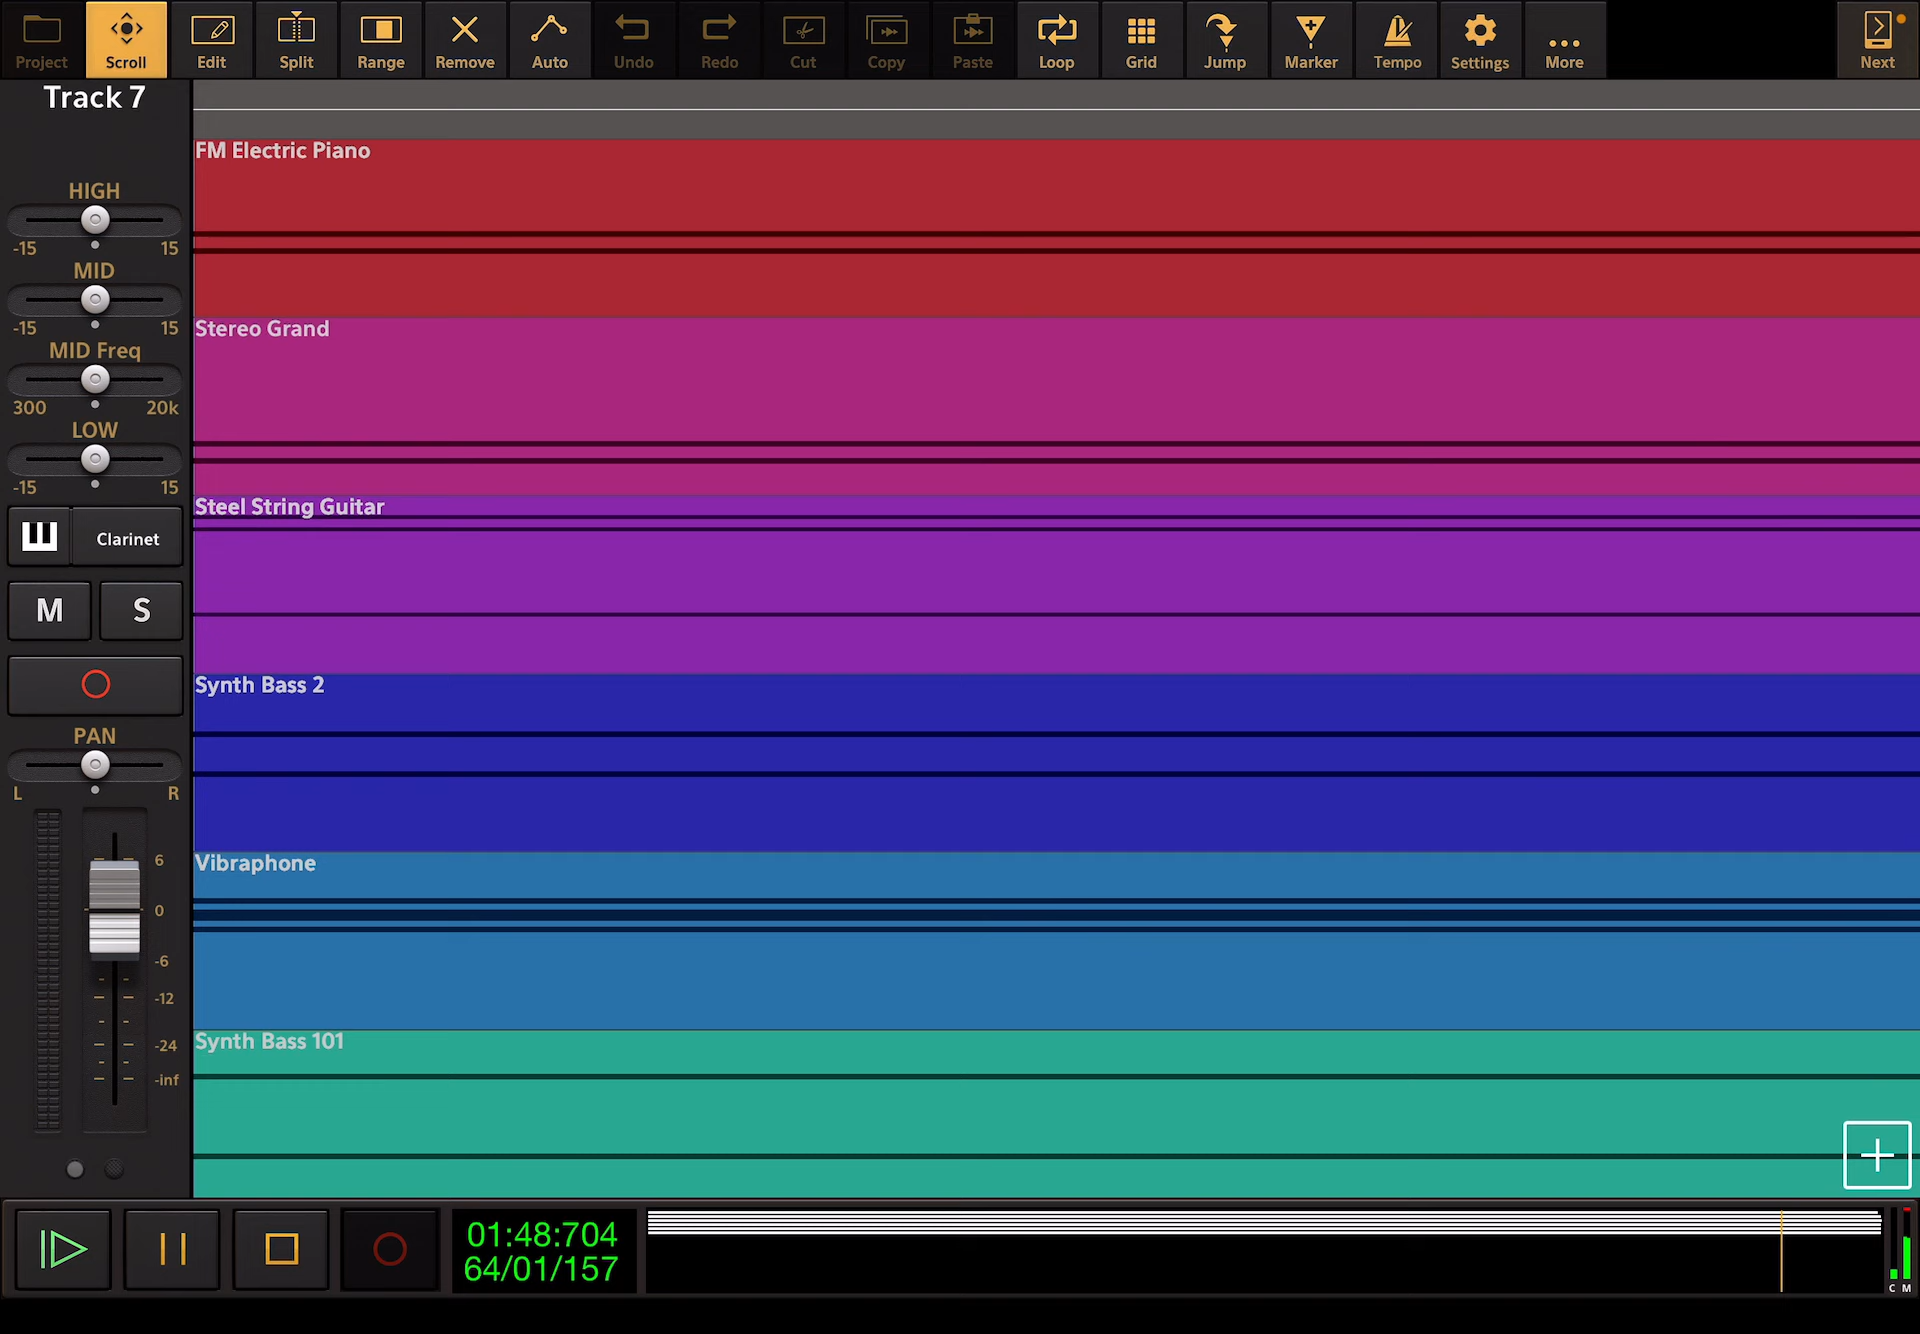 Project Scroll Edit Split Range Remove Auto Undo Redo Cut Copy Paste Loop Grid Jump Marker Tempo Settings More Next
Track 7
HIGH
-15 15
MID
-15 15
MID Freq
300 20k
LOW
-15 15
Clarinet
M S
PAN
L R
6
0
-6
-12
-24
-inf
FM Electric Piano
Stereo Grand
Steel String Guitar
Synth Bass 2
Vibraphone
Synth Bass 101
01:48:704
64/01/157
C M